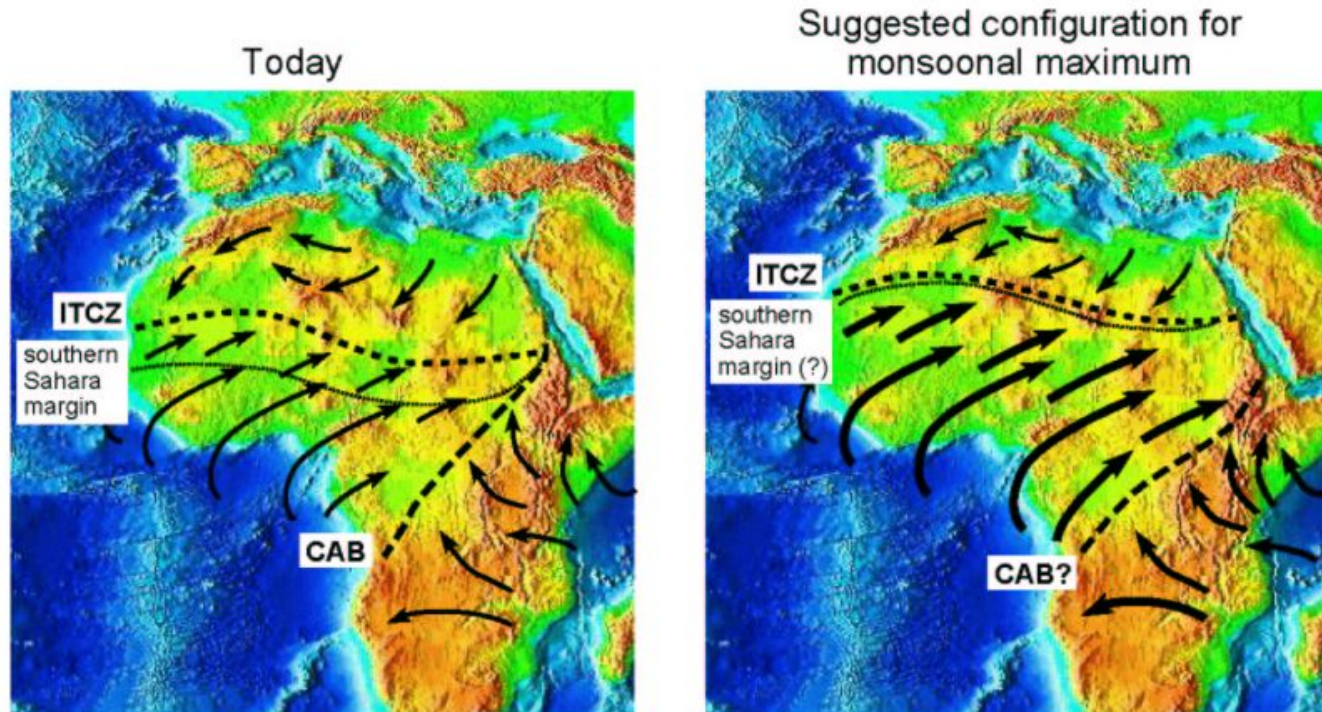 Today
ITCZ
southern
Sahara
margin
CAB
Suggested configuration for
monsoonal maximum
ITCZ
southern
Sahara
margin (?)
CAB?